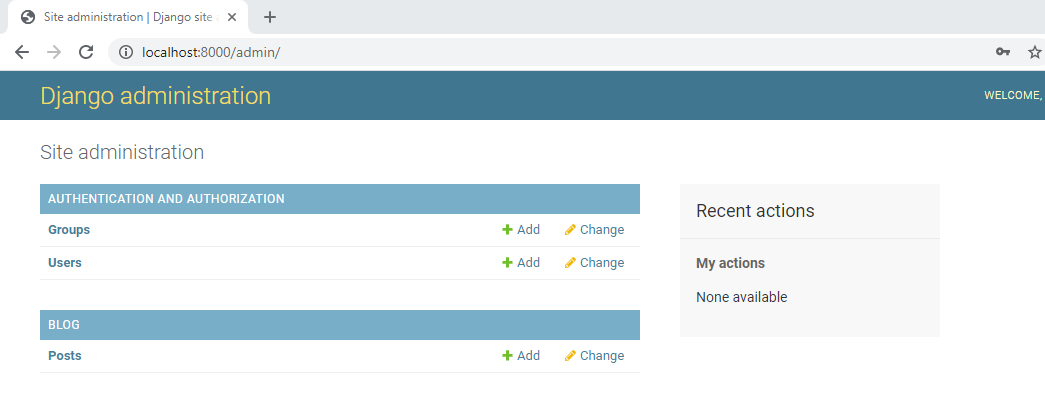 Site administration | Django site
localhost:8000/admin/
Django administration
WELCOME,
Site administration
AUTHENTICATION AND AUTHORIZATION
Groups Add Change
Users Add Change
BLOG
Posts Add Change
Recent actions
My actions
None available